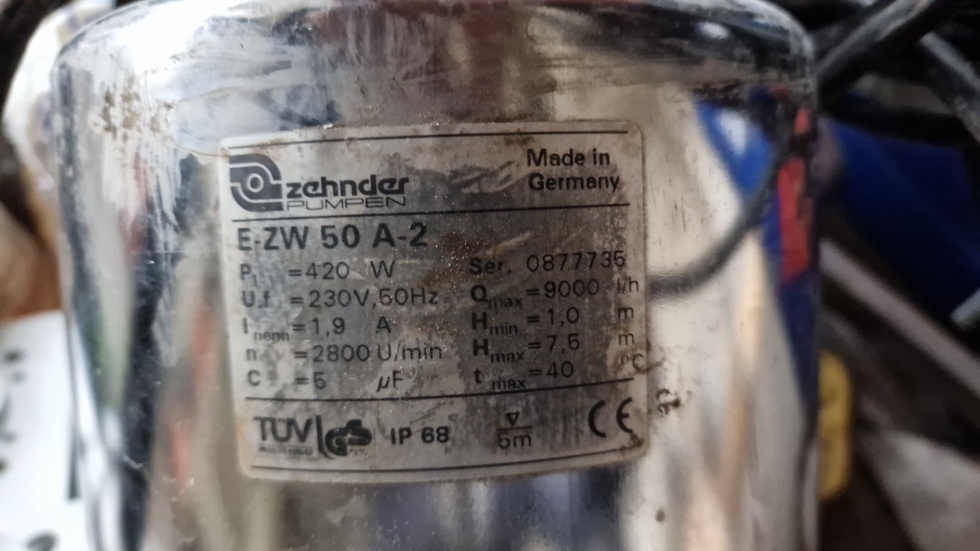 zehnder
PUMPEN
Made in
Germany
E-ZW 50 A-2
P₁ =420 W
U.f =230V,50Hz
Inenn =1,9 A
n =2800 U/min
C =5 µF
Ser. 0877735
Qmax =9000 l/h
Hmin =1,0 m
Hmax =7,5 m
tmax =40 °C
TÜV GS IP 68 5m CE